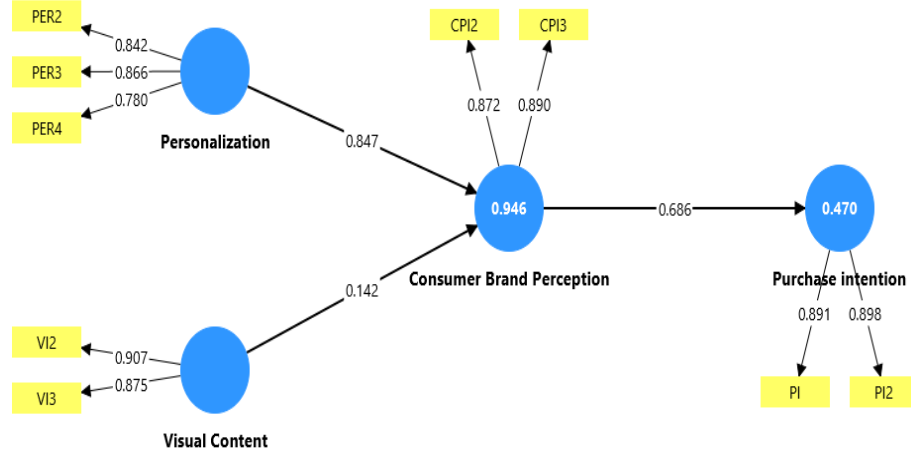 PER2
0.842
PER3
0.866
PER4
0.780
Personalization
0.847
CPI2
CPI3
0.872
0.890
0.946
Consumer Brand Perception
0.686
0.470
Purchase intention
0.891
0.898
PI
PI2
0.142
VI2
0.907
VI3
0.875
Visual Content